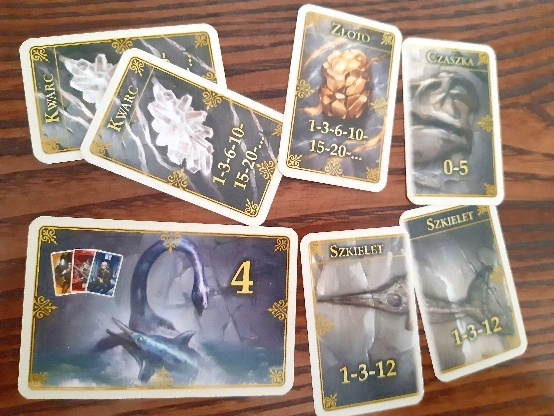 Kwarc
...
Kwarc
1-3-6-10-
15-20-...
Złoto
1-3-6-10-
15-20-...
Czaszka
0-5
4
Szkielet
1-3-12
Szkielet
1-3-12